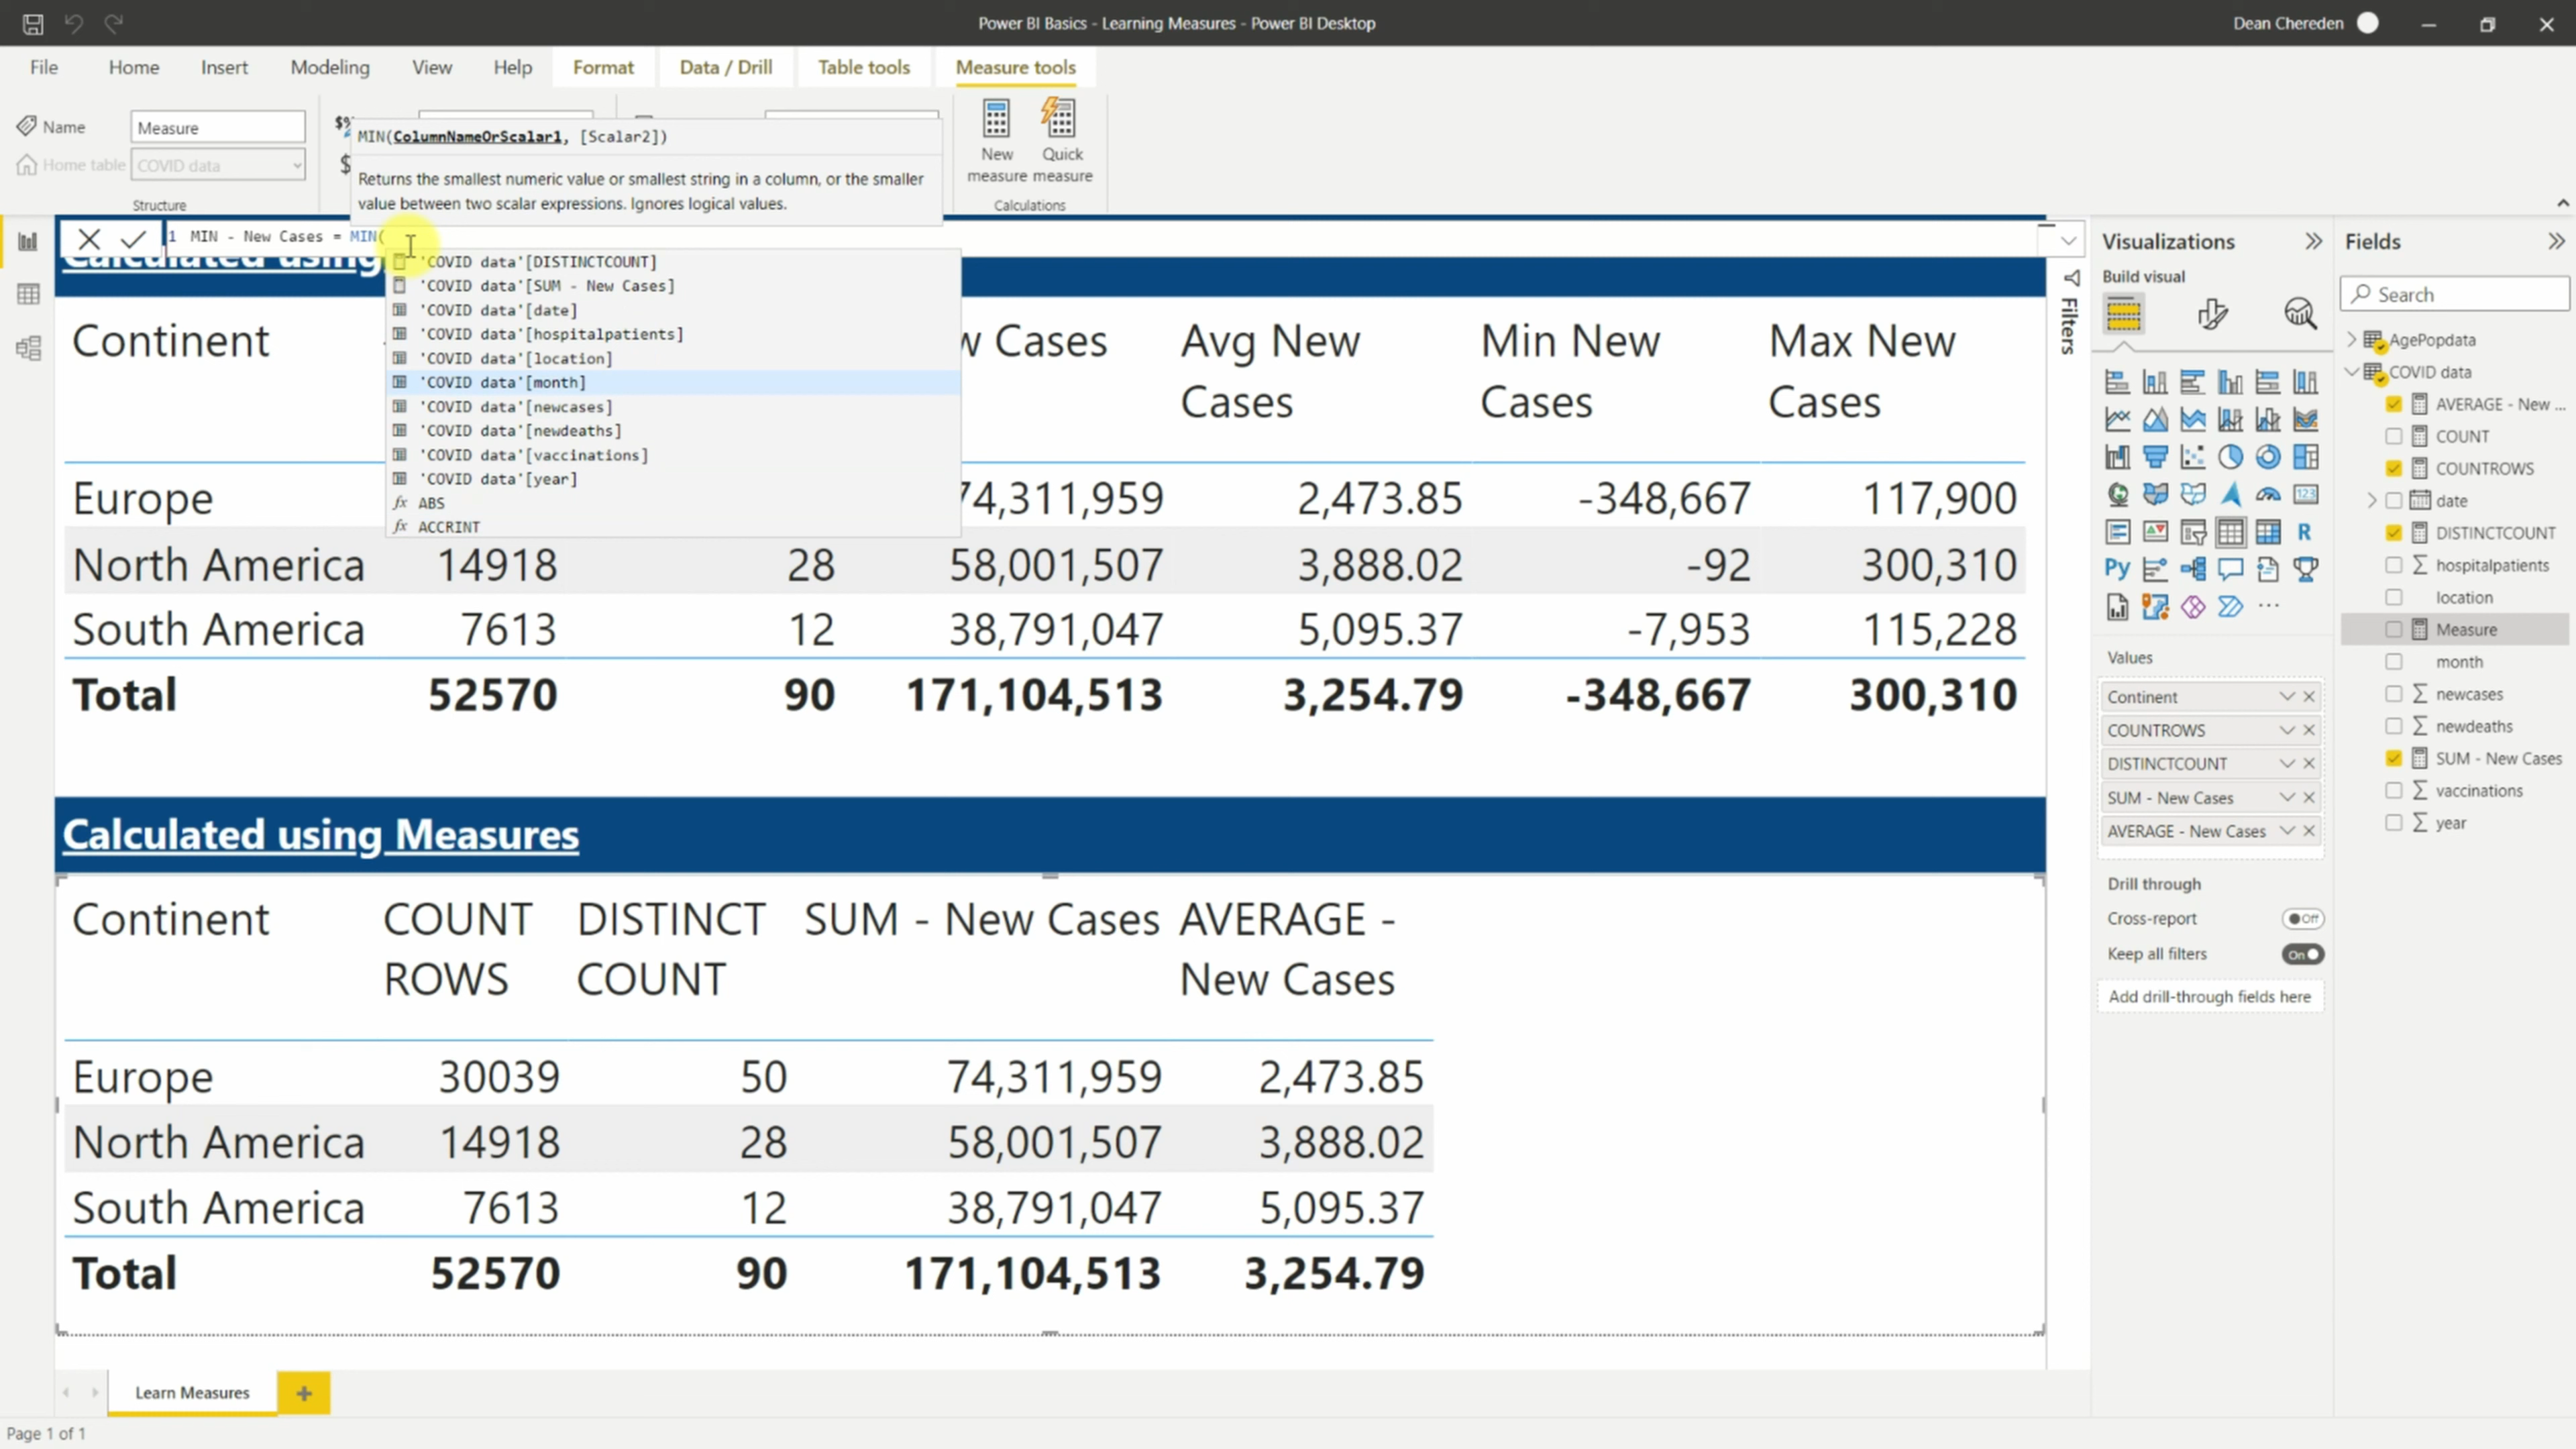 Power BI Basics - Learning Measures - Power BI Desktop
Dean Chereden
File Home Insert Modeling View Help Format Data / Drill Table tools Measure tools
Name Measure
Home table COVID data
Structure
MIN(ColumnNameOrScalar1, [Scalar2])
Returns the smallest numeric value or smallest string in a column, or the smaller
value between two scalar expressions. Ignores logical values.
New
measure
Quick
measure
Calculations
1 MIN - New Cases = MIN(
'COVID data'[DISTINCTCOUNT]
'COVID data'[SUM - New Cases]
'COVID data'[date]
'COVID data'[hospitalpatients]
'COVID data'[location]
'COVID data'[month]
'COVID data'[newcases]
'COVID data'[newdeaths]
'COVID data'[vaccinations]
'COVID data'[year]
fx ABS
fx ACCRINT
Calculated using
Continent w Cases Avg New Min New Max New
Cases Cases Cases
Europe 74,311,959 2,473.85 -348,667 117,900
North America 14918 28 58,001,507 3,888.02 -92 300,310
South America 7613 12 38,791,047 5,095.37 -7,953 115,228
Total 52570 90 171,104,513 3,254.79 -348,667 300,310
Calculated using Measures
Continent COUNT DISTINCT SUM - New Cases AVERAGE -
ROWS COUNT New Cases
Europe 30039 50 74,311,959 2,473.85
North America 14918 28 58,001,507 3,888.02
South America 7613 12 38,791,047 5,095.37
Total 52570 90 171,104,513 3,254.79
Learn Measures
Page 1 of 1
Filters
Visualizations
Build visual
123
R
Py
Values
Continent
COUNTROWS
DISTINCTCOUNT
SUM - New Cases
AVERAGE - New Cases
Drill through
Cross-report Off
Keep all filters On
Add drill-through fields here
Fields
Search
AgePopdata
COVID data
AVERAGE - New ...
COUNT
COUNTROWS
date
DISTINCTCOUNT
hospitalpatients
location
Measure
month
newcases
newdeaths
SUM - New Cases
vaccinations
year